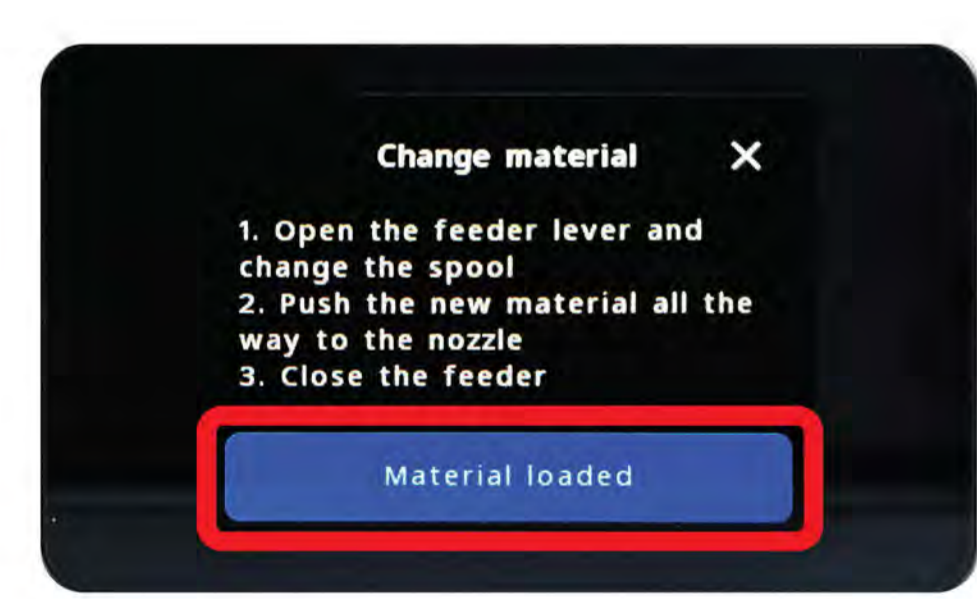 Change material
1. Open the feeder lever and
change the spool
2. Push the new material all the
way to the nozzle
3. Close the feeder
Material loaded